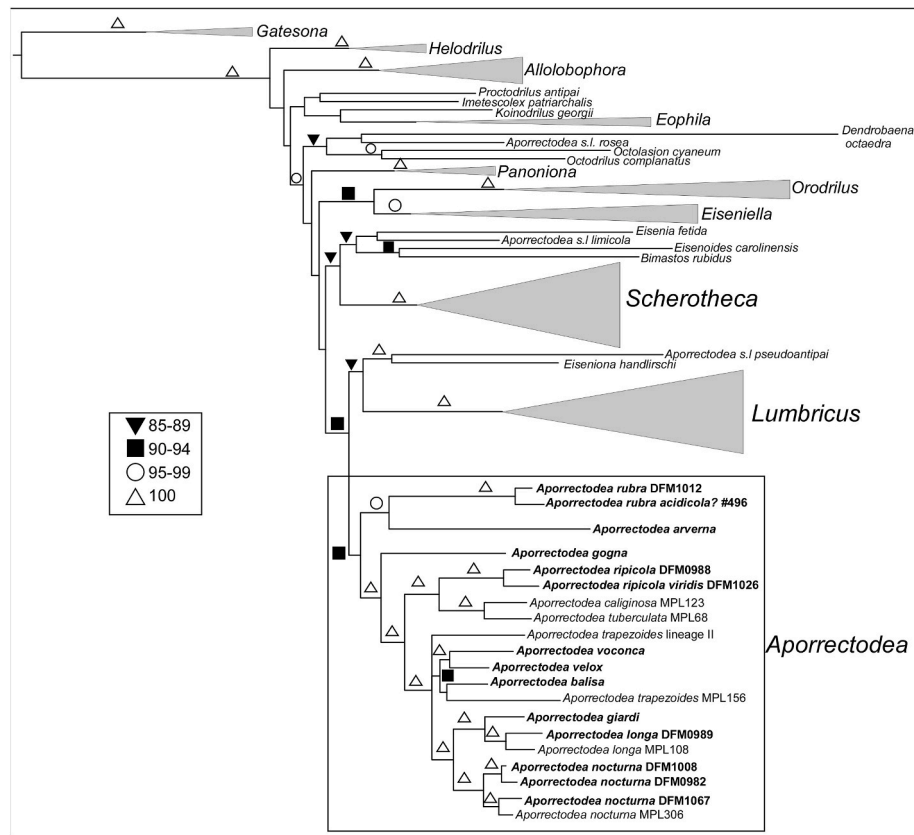 Gatesona
Helodrilus
Allolobophora
Proctodrilus antipai
Imetescolex patriarchalis
Koinodrilus georgii
Eophila
Dendrobaena
octaedra
Aporrectodea s.l. rosea
Octolasion cyaneum
Octodrilus complanatus
Panoniona
Orodrilus
Eiseniella
Eisenia fetida
Aporrectodea s.l limicola
Eisenoides carolinensis
Bimastos rubidus
Scherotheca
Aporrectodea s.l pseudoantipai
Eiseniona handlirschi
Lumbricus
85-89
90-94
95-99
100
Aporrectodea rubra DFM1012
Aporrectodea rubra acidicola? #496
Aporrectodea arverna
Aporrectodea gogna
Aporrectodea ripicola DFM0988
Aporrectodea ripicola viridis DFM1026
Aporrectodea caliginosa MPL123
Aporrectodea tuberculata MPL68
Aporrectodea trapezoides lineage II
Aporrectodea
Aporrectodea voconca
Aporrectodea velox
Aporrectodea balisa
Aporrectodea trapezoides MPL156
Aporrectodea giardi
Aporrectodea longa DFM0989
Aporrectodea longa MPL108
Aporrectodea nocturna DFM1008
Aporrectodea nocturna DFM0982
Aporrectodea nocturna DFM1067
Aporrectodea nocturna MPL306